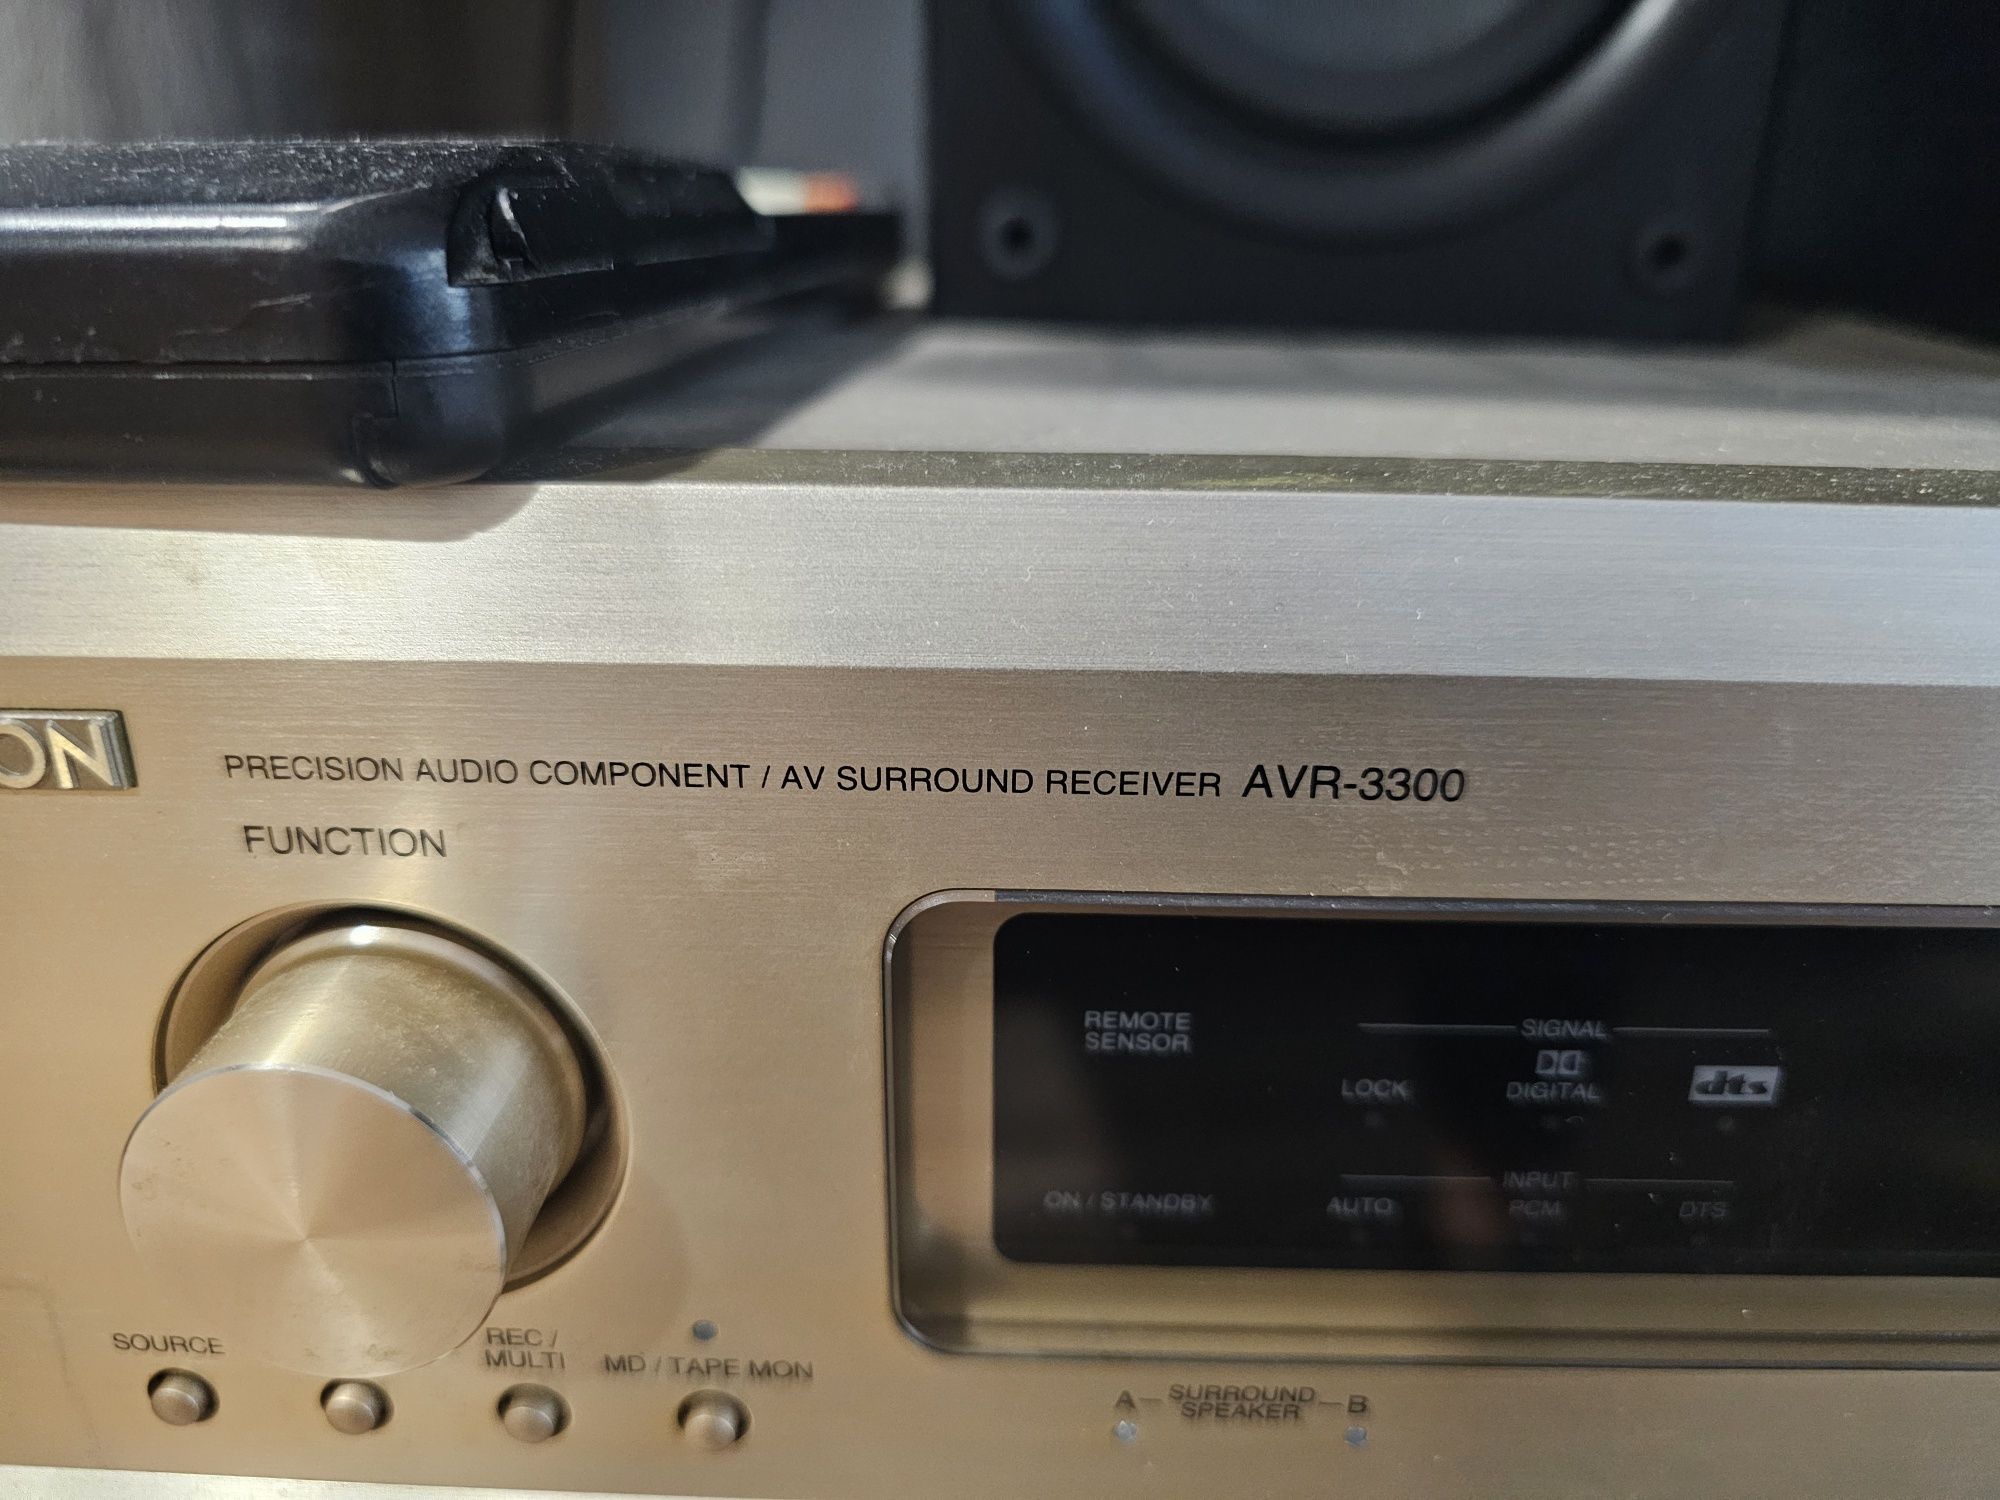 ON
PRECISION AUDIO COMPONENT / AV SURROUND RECEIVER AVR-3300
FUNCTION
REMOTE
SENSOR
SIGNAL
LOCK
DIGITAL
dts
ON / STANDBY
INPUT
AUTO
PCM
DTS
SOURCE
REC /
MULTI
MD / TAPE MON
A
SURROUND
SPEAKER
B